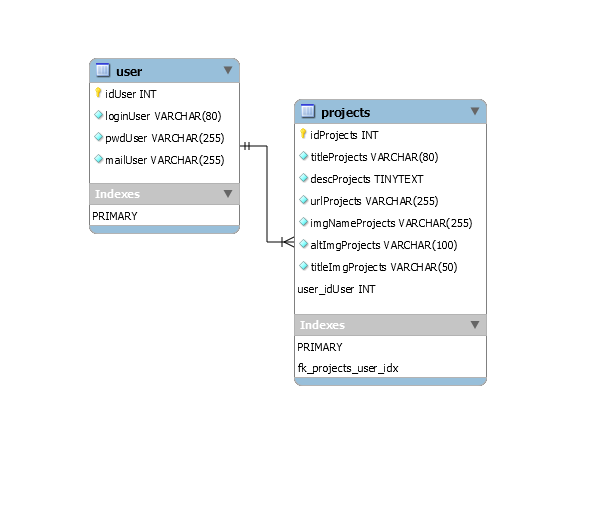 user
idUser INT
loginUser VARCHAR(80)
pwdUser VARCHAR(255)
mailUser VARCHAR(255)
Indexes
PRIMARY
projects
idProjects INT
titleProjects VARCHAR(80)
descProjects TINYTEXT
urlProjects VARCHAR(255)
imgNameProjects VARCHAR(255)
altImgProjects VARCHAR(100)
titleImgProjects VARCHAR(50)
user_idUser INT
Indexes
PRIMARY
fk_projects_user_idx